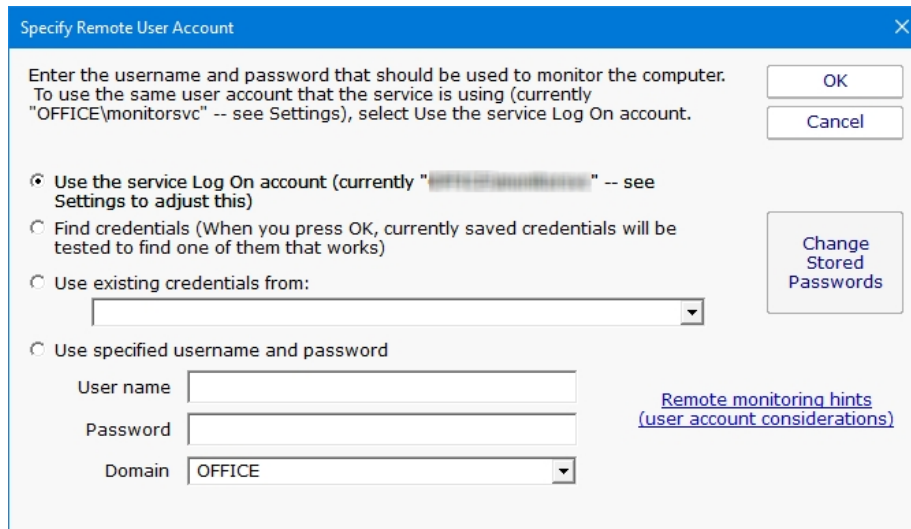 Specify Remote User Account
Enter the username and password that should be used to monitor the computer.
To use the same user account that the service is using (currently
"OFFICE\monitorsvc" -- see Settings), select Use the service Log On account.
OK
Cancel
Use the service Log On account (currently " " -- see
Settings to adjust this)
Find credentials (When you press OK, currently saved credentials will be
tested to find one of them that works)
Change
Stored
Passwords
Use existing credentials from:
Use specified username and password
User name
Password
Domain
OFFICE
Remote monitoring hints
(user account considerations)